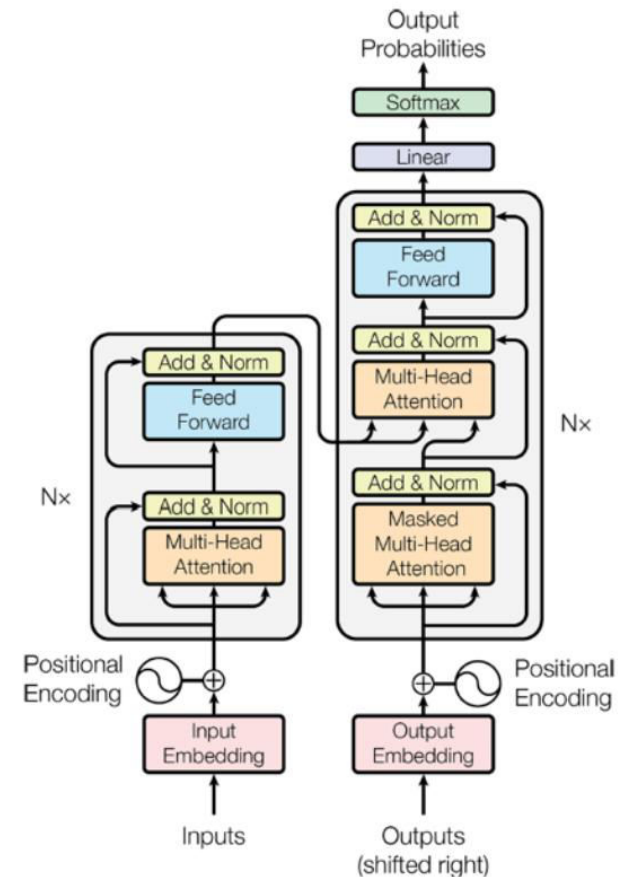 Output
Probabilities
Softmax
Linear
Add & Norm
Feed
Forward
Add & Norm
Multi-Head
Attention
Nx
Add & Norm
Masked
Multi-Head
Attention
Add & Norm
Feed
Forward
Nx
Add & Norm
Multi-Head
Attention
Positional
Encoding
Positional
Encoding
Input
Embedding
Output
Embedding
Inputs
Outputs
(shifted right)